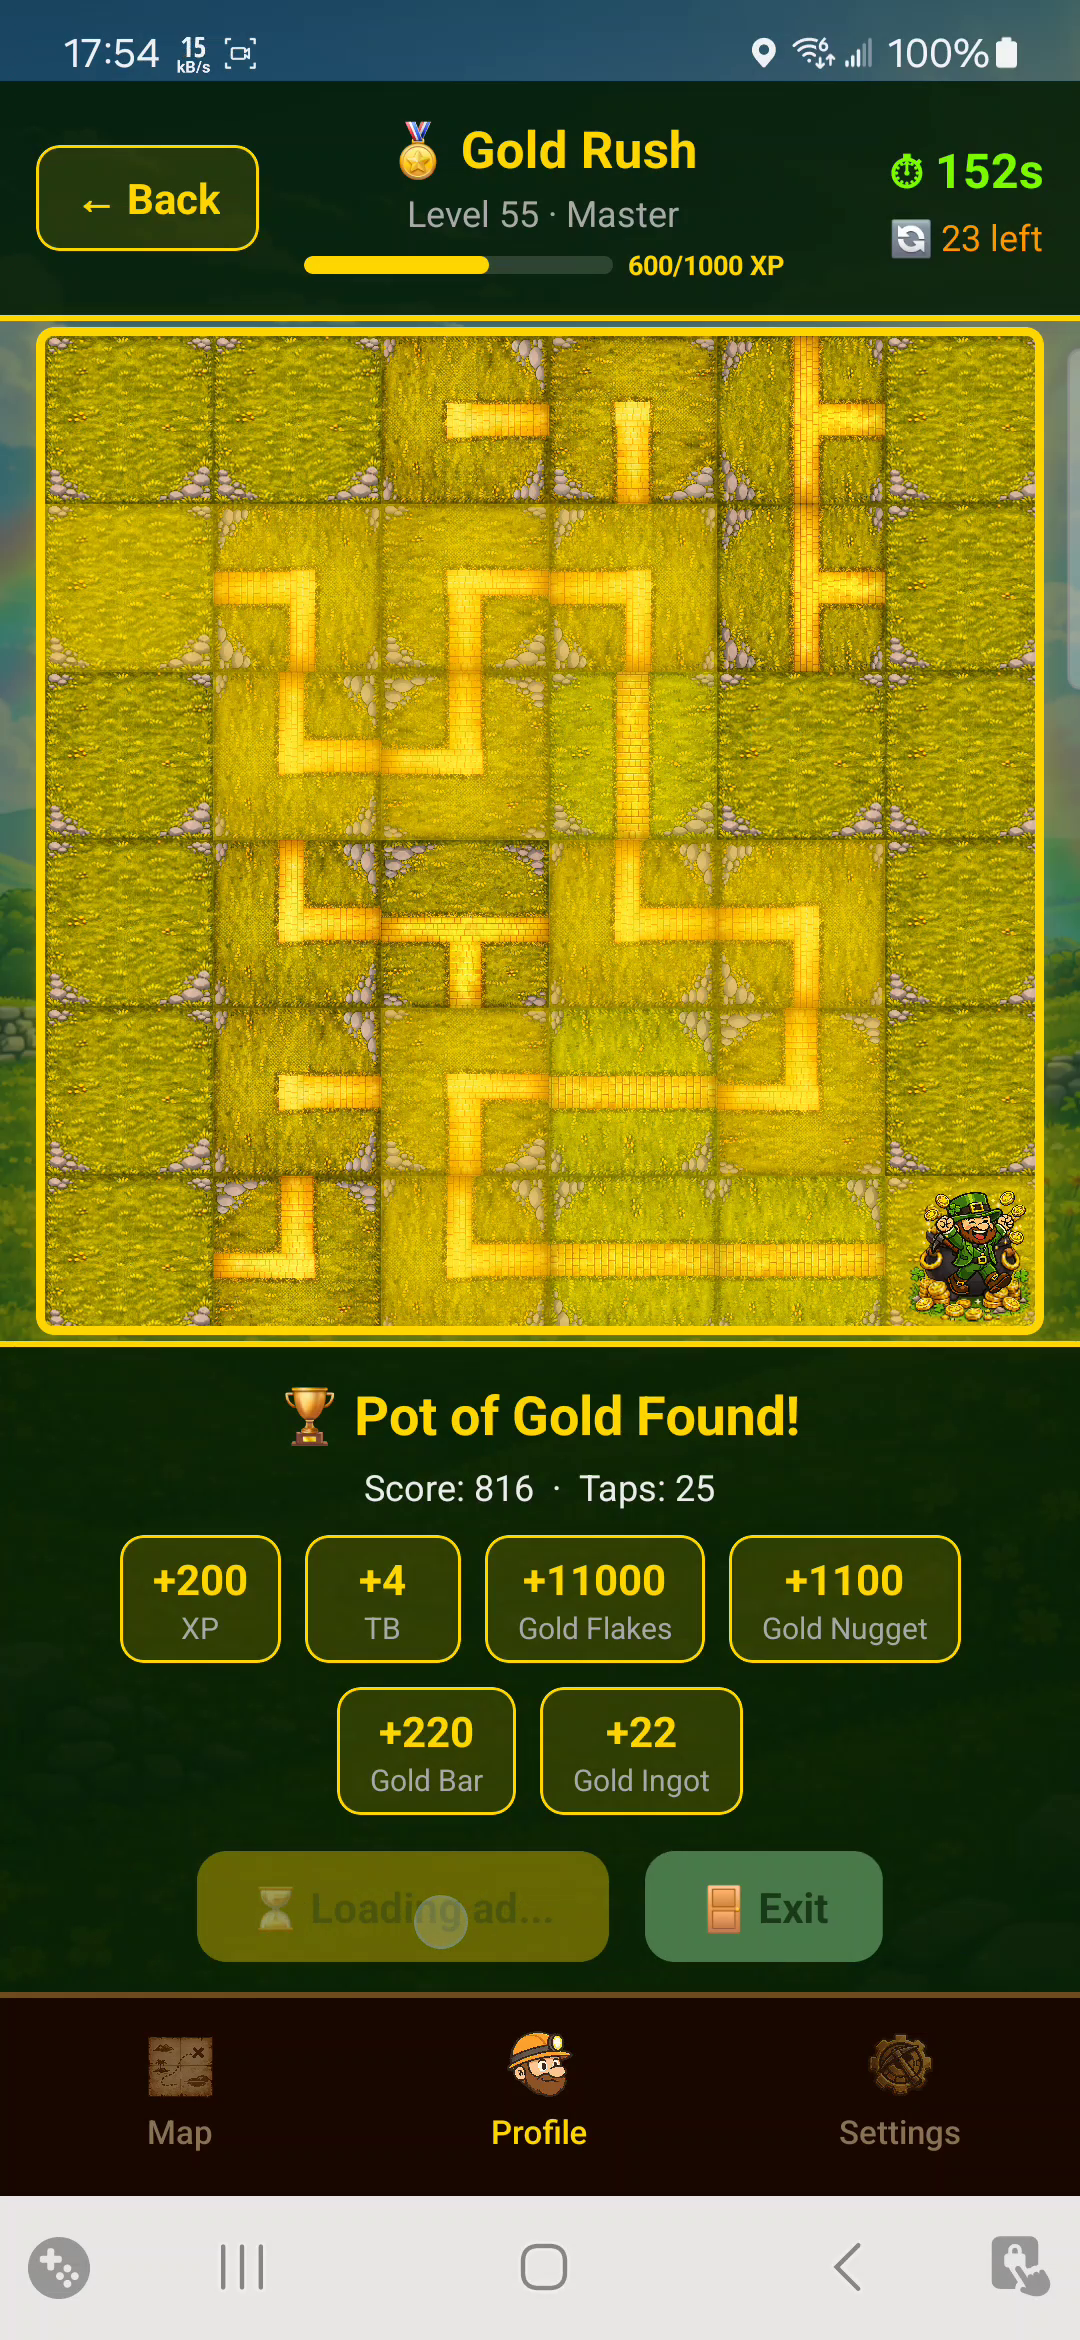 17:54 15 kB/s 6 100%
← Back
Gold Rush
Level 55 · Master
600/1000 XP
152s
23 left
Pot of Gold Found!
Score: 816 · Taps: 25
+200 XP
+4 TB
+11000 Gold Flakes
+1100 Gold Nugget
+220 Gold Bar
+22 Gold Ingot
Loading ad...
Exit
Map
Profile
Settings